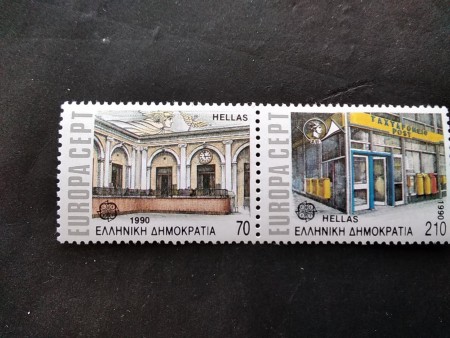 EUROPA CEPT
HELLAS
1990
ΕΛΛΗΝΙΚΗ ΔΗΜΟΚΡΑΤΙΑ 70
EUROPA CEPT
ΤΑΧΥΔΡΟΜΕΙΟ
POST
HELLAS
1990
ΕΛΛΗΝΙΚΗ ΔΗΜΟΚΡΑΤΙΑ 210